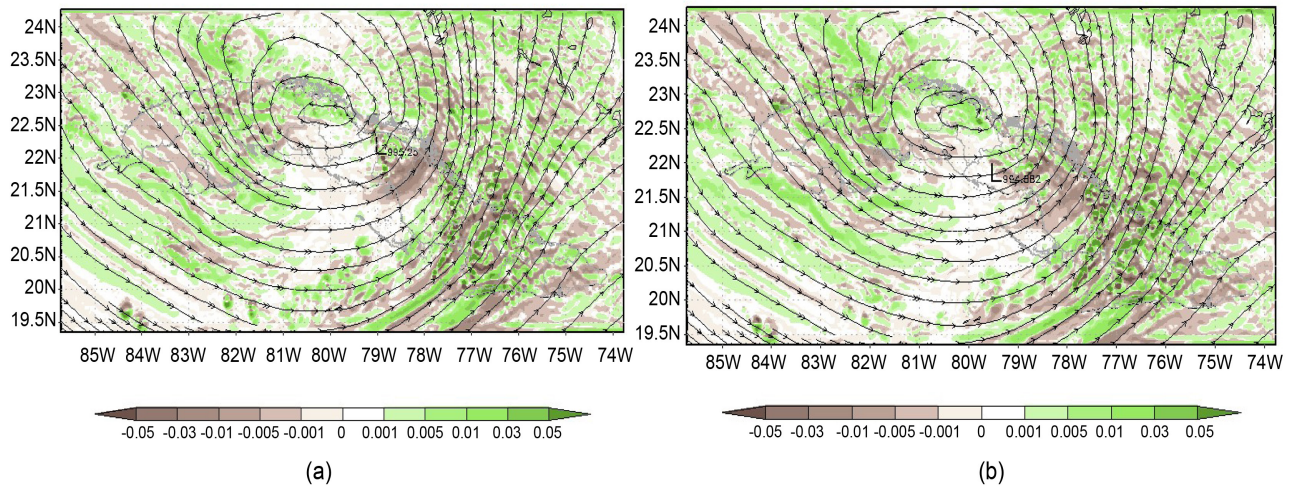 24N
23.5N
23N
22.5N
22N
21.5N
21N
20.5N
20N
19.5N
L 995.25
85W 84W 83W 82W 81W 80W 79W 78W 77W 76W 75W 74W
-0.05 -0.03 -0.01 -0.005 -0.001 0 0.001 0.005 0.01 0.03 0.05
(a)
24N
23.5N
23N
22.5N
22N
21.5N
21N
20.5N
20N
19.5N
L
85W 84W 83W 82W 81W 80W 79W 78W 77W 76W 75W 74W
-0.05 -0.03 -0.01 -0.005 -0.001 0 0.001 0.005 0.01 0.03 0.05
(b)